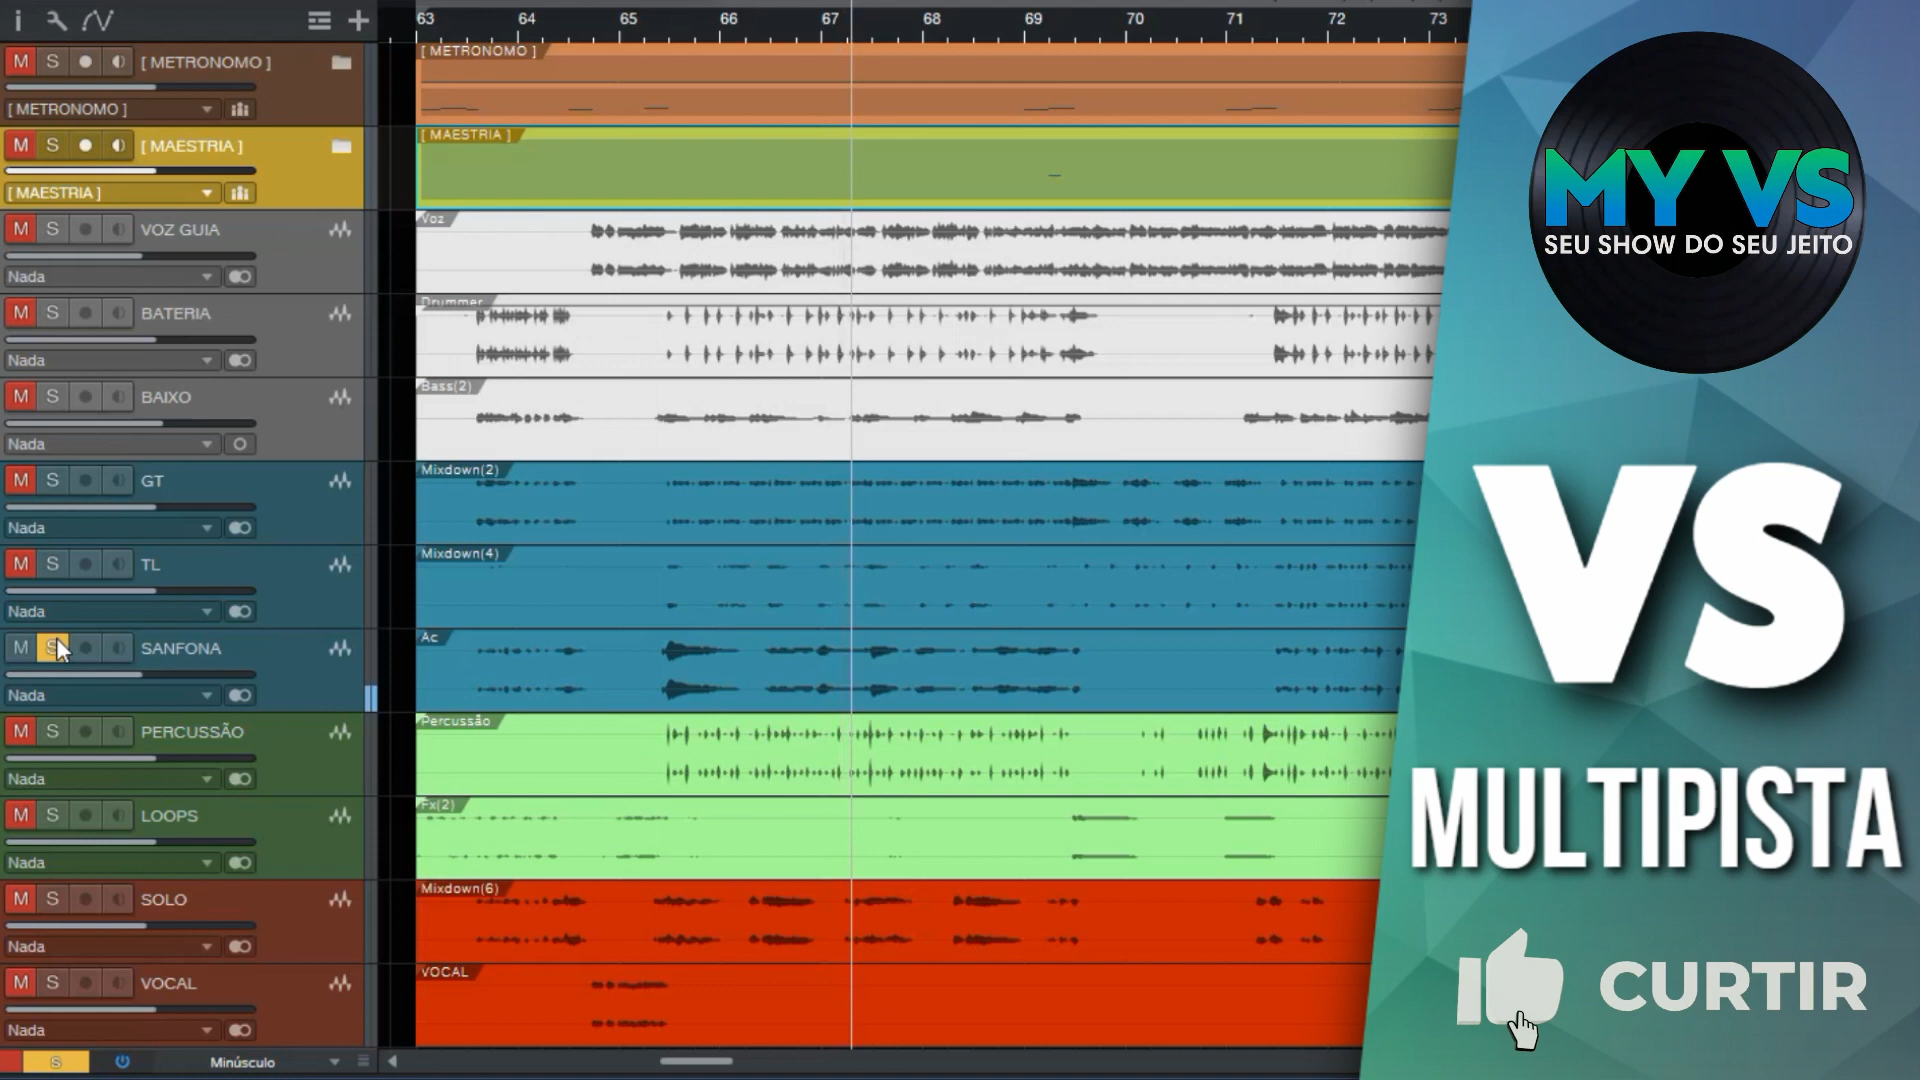 63 64 65 66 67 68 69 70 71 72 73
M S [ METRONOMO ]
[ METRONOMO ]
M S [ MAESTRIA ]
[ MAESTRIA ]
M S VOZ GUIA
Nada
M S BATERIA
Nada
M S BAIXO
Nada
M S GT
Nada
M S TL
Nada
M S SANFONA
Nada
M S PERCUSSÃO
Nada
M S LOOPS
Nada
M S SOLO
Nada
M S VOCAL
Nada
S Minúsculo
[ METRONOMO ]
[ MAESTRIA ]
Voz
Drummer
Bass(2)
Mixdown(2)
Mixdown(4)
Ac
Percussão
Fx(2)
Mixdown(6)
VOCAL
MY VS
SEU SHOW DO SEU JEITO
VS
MULTIPISTA
CURTIR